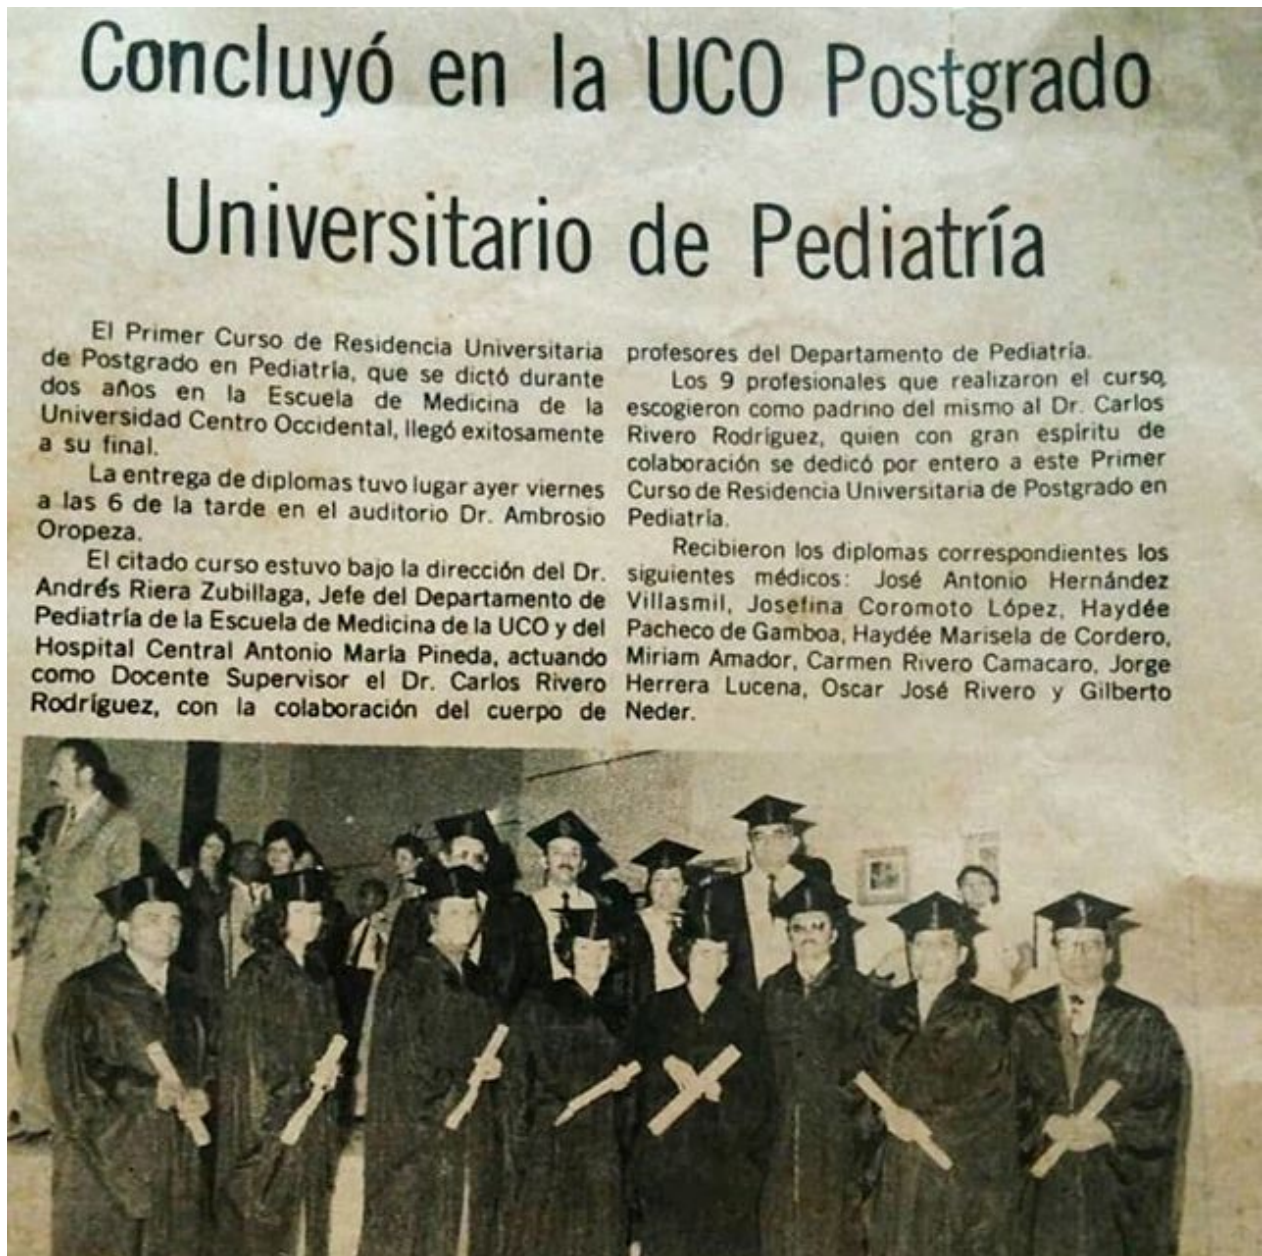 Concluyó en la UCO Postgrado
Universitario de Pediatría
El Primer Curso de Residencia Universitaria
de Postgrado en Pediatría, que se dictó durante
dos años en la Escuela de Medicina de la
Universidad Centro Occidental, llegó exitosamente
a su final.
La entrega de diplomas tuvo lugar ayer viernes
a las 6 de la tarde en el auditorio Dr. Ambrosio
Oropeza.
El citado curso estuvo bajo la dirección del Dr.
Andrés Riera Zubillaga, Jefe del Departamento de
Pediatría de la Escuela de Medicina de la UCO y del
Hospital Central Antonio María Pineda, actuando
como Docente Supervisor el Dr. Carlos Rivero
Rodríguez, con la colaboración del cuerpo de
profesores del Departamento de Pediatría.
Los 9 profesionales que realizaron el curso,
escogieron como padrino del mismo al Dr. Carlos
Rivero Rodríguez, quien con gran espíritu de
colaboración se dedicó por entero a este Primer
Curso de Residencia Universitaria de Postgrado en
Pediatría.
Recibieron los diplomas correspondientes los
siguientes médicos: José Antonio Hernández
Villasmil, Josefina Coromoto López, Haydée
Pacheco de Gamboa, Haydée Marisela de Cordero,
Miriam Amador, Carmen Rivero Camacaro, Jorge
Herrera Lucena, Oscar José Rivero y Gilberto
Neder.